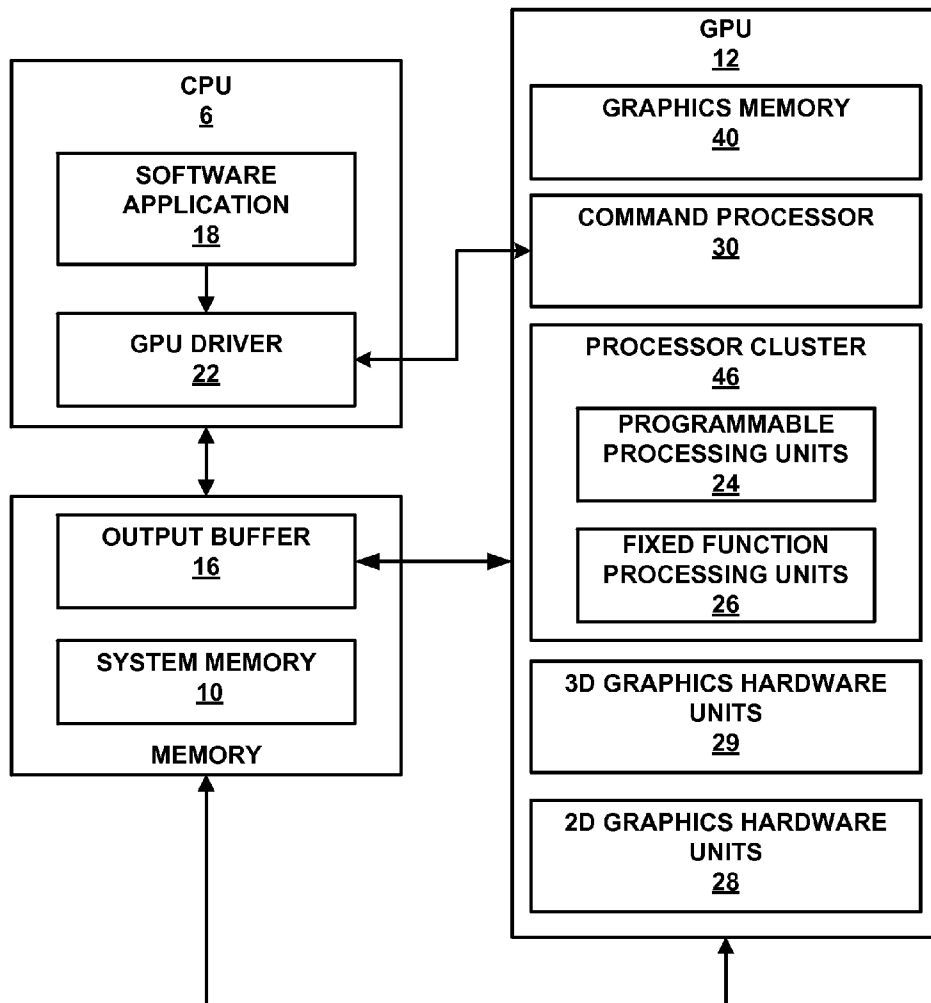 CPU
6
SOFTWARE
APPLICATION
18
GPU DRIVER
22
OUTPUT BUFFER
16
SYSTEM MEMORY
10
MEMORY
GPU
12
GRAPHICS MEMORY
40
COMMAND PROCESSOR
30
PROCESSOR CLUSTER
46
PROGRAMMABLE
PROCESSING UNITS
24
FIXED FUNCTION
PROCESSING UNITS
26
3D GRAPHICS HARDWARE
UNITS
29
2D GRAPHICS HARDWARE
UNITS
28